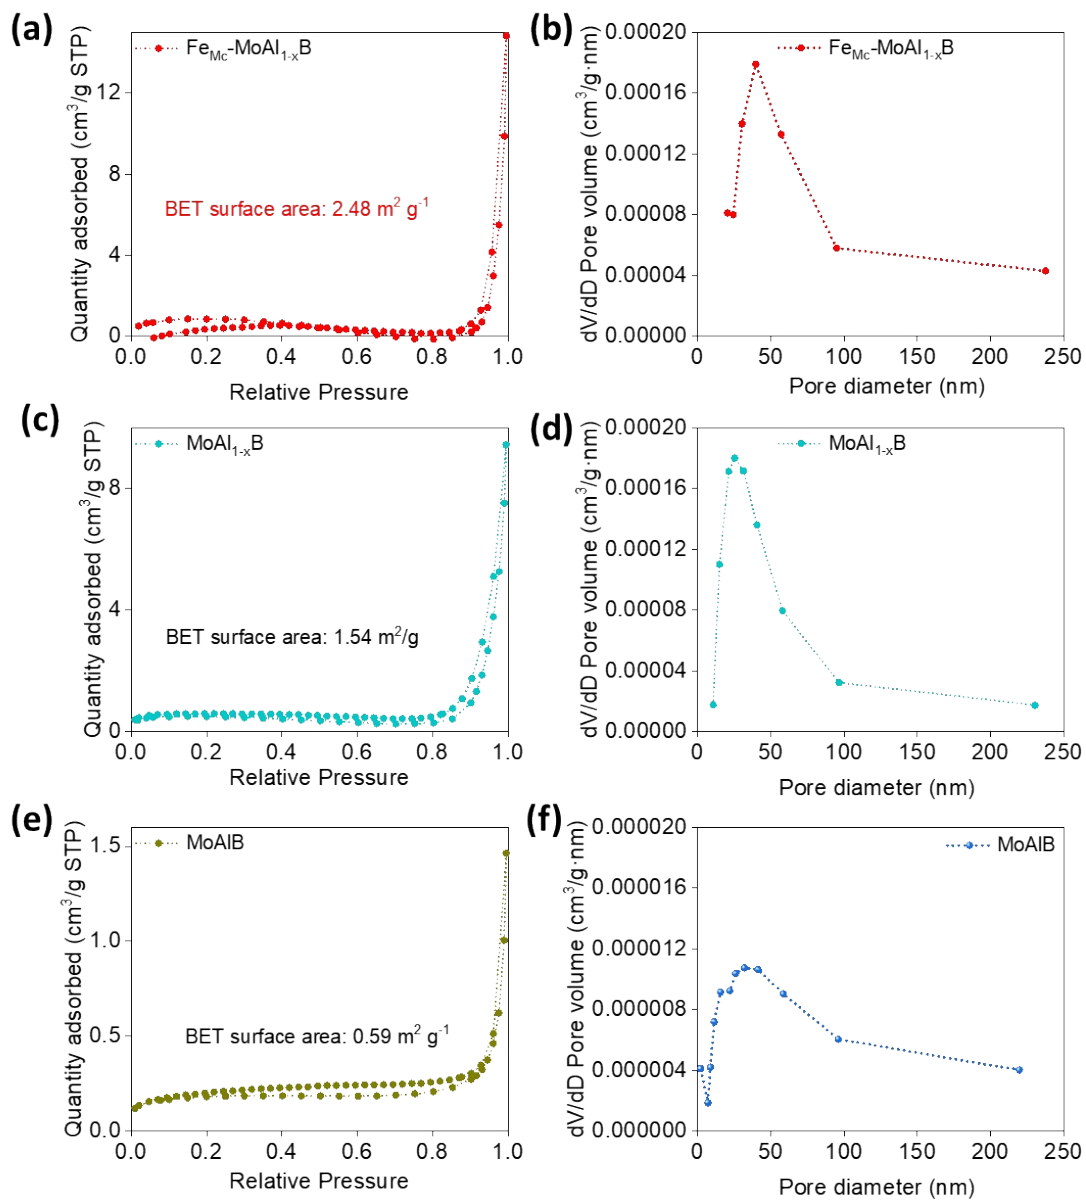 (a)
Fe_Mc-MoAl_1-xB
Quantity adsorbed (cm³/g STP)
12
8
4
0
BET surface area: 2.48 m² g⁻¹
0.0 0.2 0.4 0.6 0.8 1.0
Relative Pressure
(b)
Fe_Mc-MoAl_1-xB
dV/dD Pore volume (cm³/g·nm)
0.00020
0.00016
0.00012
0.00008
0.00004
0.00000
0 50 100 150 200 250
Pore diameter (nm)
(c)
MoAl_1-xB
Quantity adsorbed (cm³/g STP)
8
4
0
BET surface area: 1.54 m²/g
0.0 0.2 0.4 0.6 0.8 1.0
Relative Pressure
(d)
MoAl_1-xB
dV/dD Pore volume (cm³/g·nm)
0.00020
0.00016
0.00012
0.00008
0.00004
0.00000
0 50 100 150 200 250
Pore diameter (nm)
(e)
MoAlB
Quantity adsorbed (cm³/g STP)
1.5
1.0
0.5
0.0
BET surface area: 0.59 m² g⁻¹
0.0 0.2 0.4 0.6 0.8 1.0
Relative Pressure
(f)
MoAlB
dV/dD Pore volume (cm³/g·nm)
0.000020
0.000016
0.000012
0.000008
0.000004
0.000000
0 50 100 150 200 250
Pore diameter (nm)